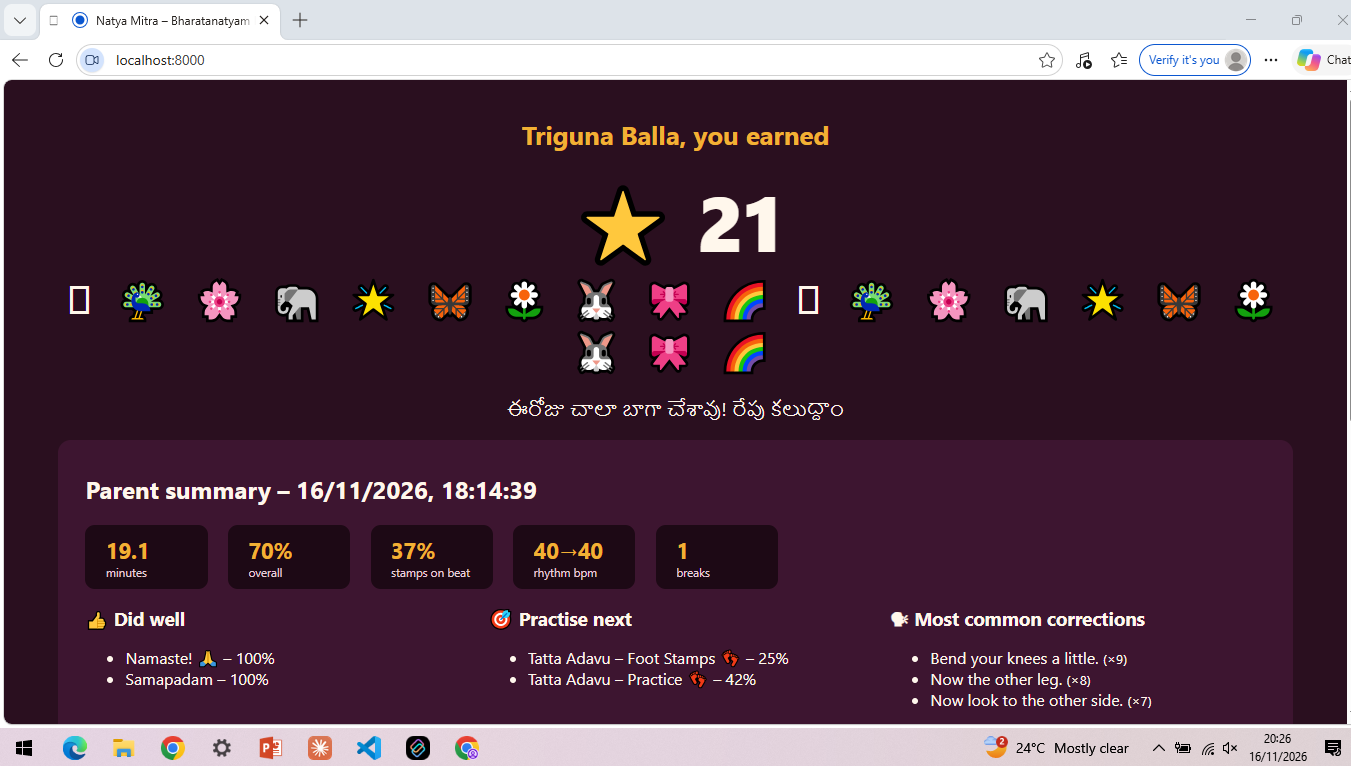 Natya Mitra – Bharatanatyam
localhost:8000
Verify it's you
Chat
Triguna Balla, you earned
21
ఈరోజు చాలా బాగా చేశావు! రేపు కలుద్దాం
Parent summary – 16/11/2026, 18:14:39
19.1 70% 37% 40→40 1
minutes overall stamps on beat rhythm bpm breaks
👍 Did well 🎯 Practise next 🗣 Most common corrections
• Namaste! 🙏 – 100% • Tatta Adavu – Foot Stamps 👣 – 25% • Bend your knees a little. (×9)
• Samapadam – 100% • Tatta Adavu – Practice 👣 – 42% • Now the other leg. (×8)
• Now look to the other side. (×7)
2
24°C Mostly clear
20:26
16/11/2026